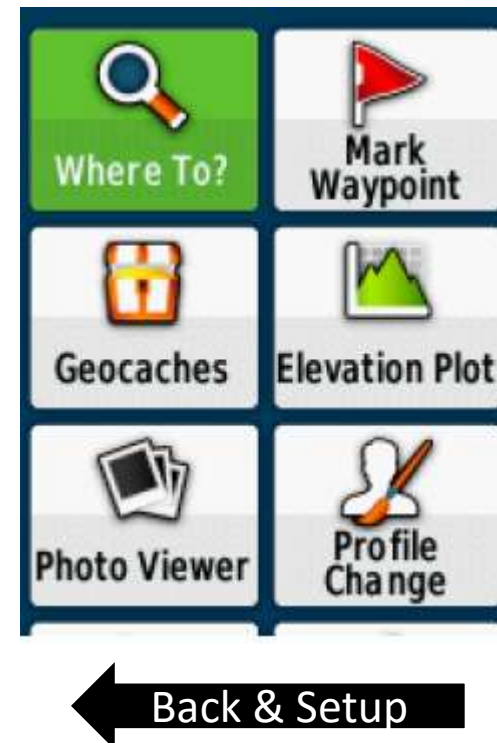 Where To?
Mark
Waypoint
Geocaches
Elevation Plot
Photo Viewer
Profile
Change
Back & Setup